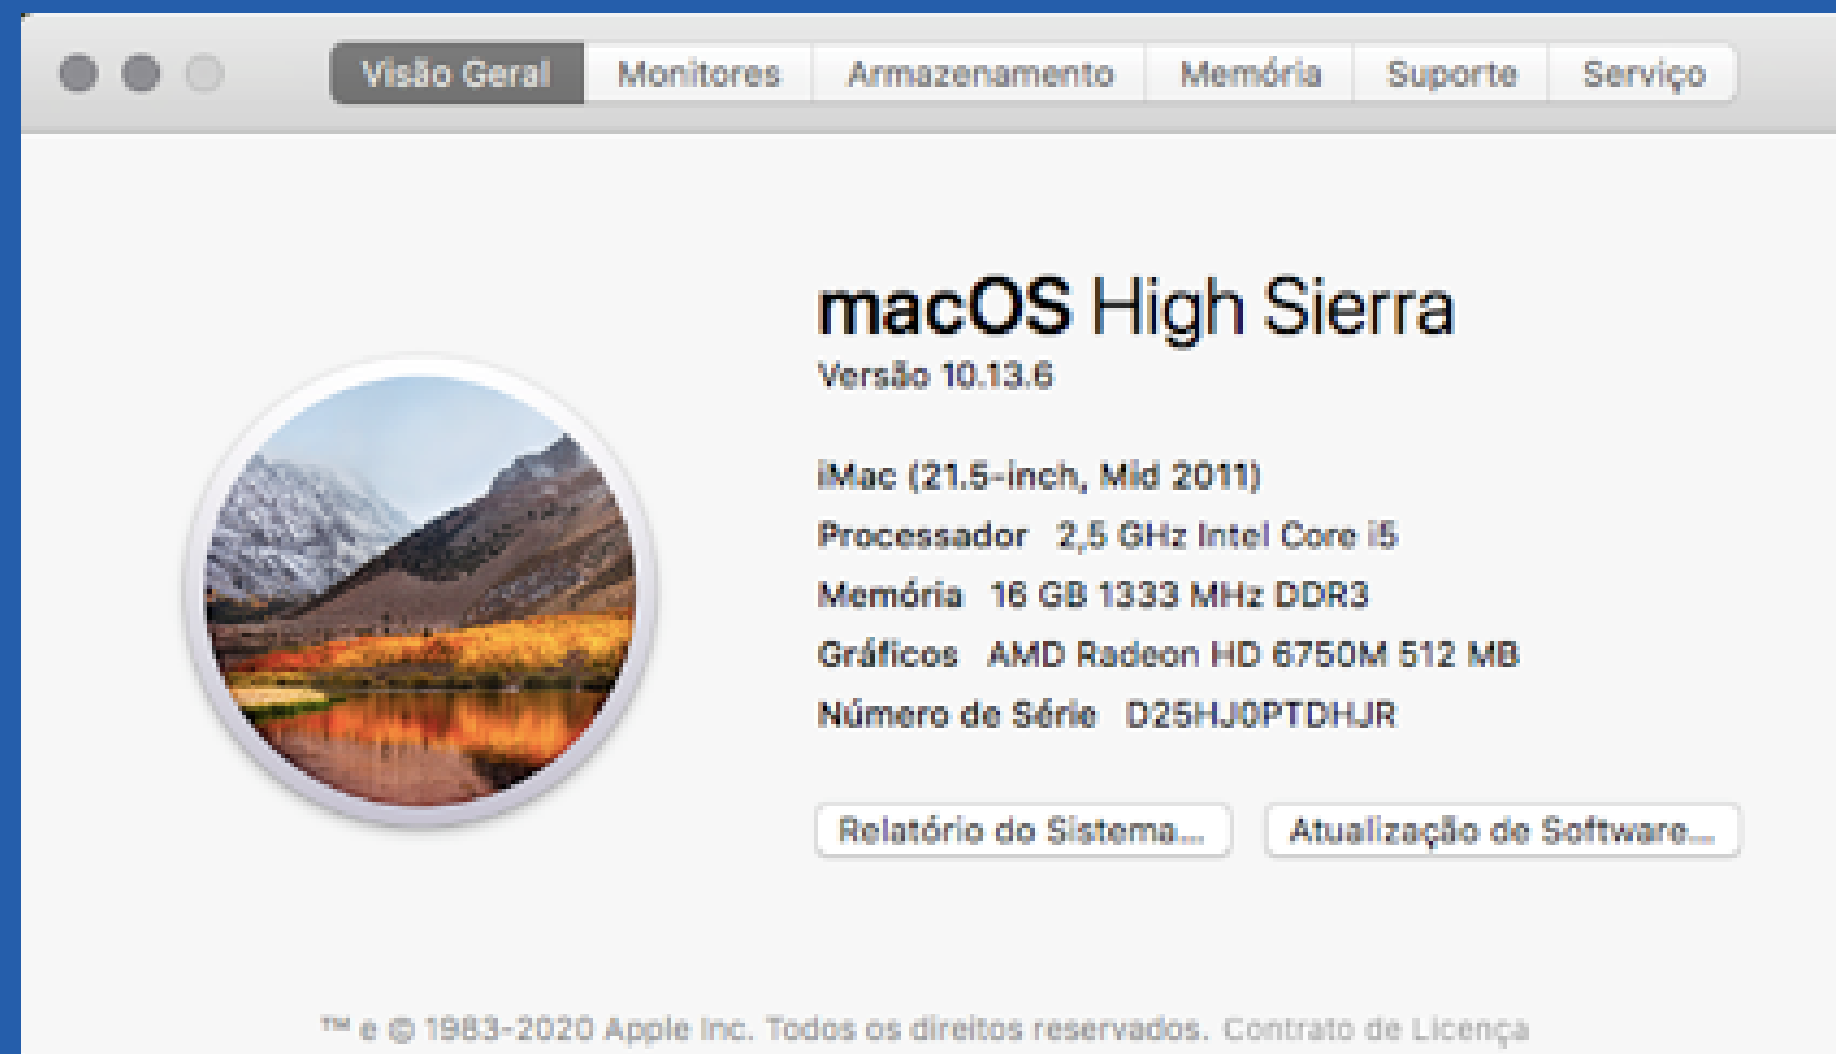 Visão Geral Monitores Armazenamento Memória Suporte Serviço
macOS High Sierra
Versão 10.13.6
iMac (21.5-inch, Mid 2011)
Processador 2,5 GHz Intel Core i5
Memória 16 GB 1333 MHz DDR3
Gráficos AMD Radeon HD 6750M 512 MB
Número de Série D25HJ0PTDHJR
Relatório do Sistema... Atualização de Software...
™ e © 1983-2020 Apple Inc. Todos os direitos reservados. Contrato de Licença